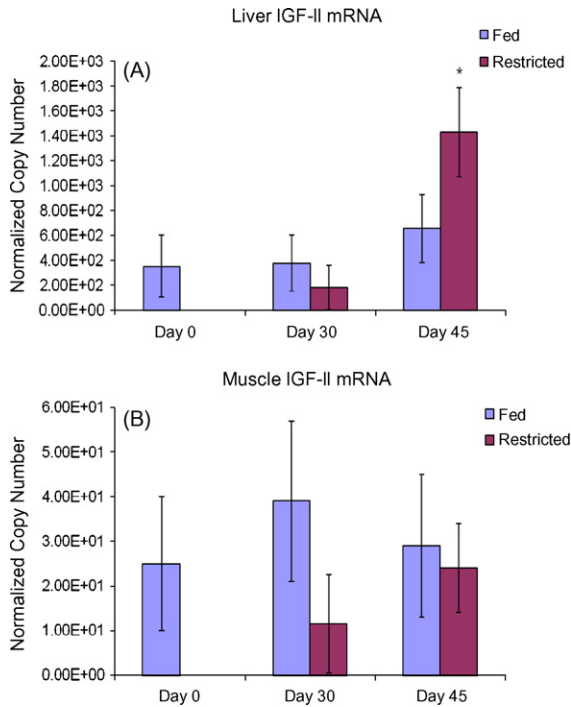 Liver IGF-II mRNA
Fed
Restricted
(A)
*
Normalized Copy Number
2.00E+03
1.80E+03
1.60E+03
1.40E+03
1.20E+03
1.00E+03
8.00E+02
6.00E+02
4.00E+02
2.00E+02
0.00E+00
Day 0 Day 30 Day 45
Muscle IGF-II mRNA
Fed
Restricted
(B)
Normalized Copy Number
6.00E+01
5.00E+01
4.00E+01
3.00E+01
2.00E+01
1.00E+01
0.00E+00
Day 0 Day 30 Day 45